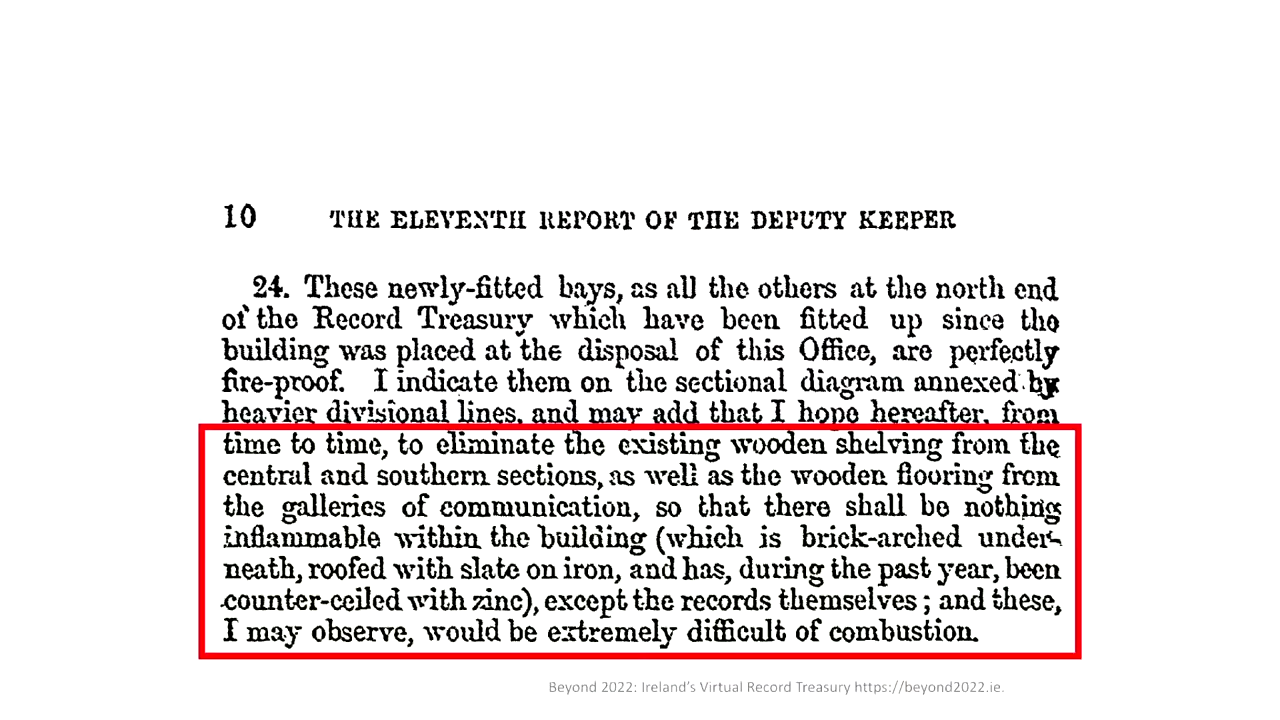 10 THE ELEVENTH REPORT OF THE DEPUTY KEEPER
24. These newly-fitted bays, as all the others at the north end
of the Record Treasury which have been fitted up since the
building was placed at the disposal of this Office, are perfectly
fire-proof. I indicate them on the sectional diagram annexed by
heavier divisional lines, and may add that I hope hereafter, from
time to time, to eliminate the existing wooden shelving from the
central and southern sections, as well as the wooden flooring from
the galleries of communication, so that there shall be nothing
inflammable within the building (which is brick-arched under-
neath, roofed with slate on iron, and has, during the past year, been
counter-ceiled with zinc), except the records themselves; and these,
I may observe, would be extremely difficult of combustion.
Beyond 2022: Ireland's Virtual Record Treasury https://beyond2022.ie.